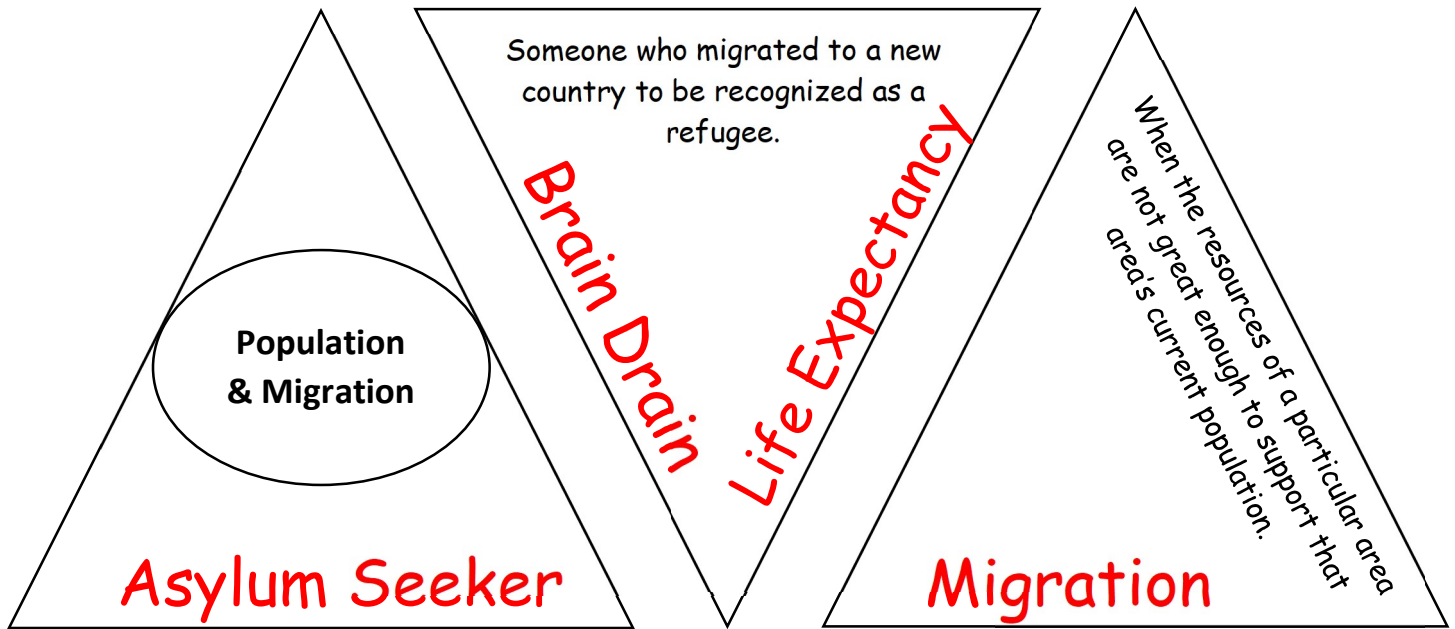 Population
& Migration
Asylum Seeker
Someone who migrated to a new
country to be recognized as a
refugee.
Brain Drain
Life Expectancy
Migration
When the resources of a particular area
are not great enough to support that
area's current population.